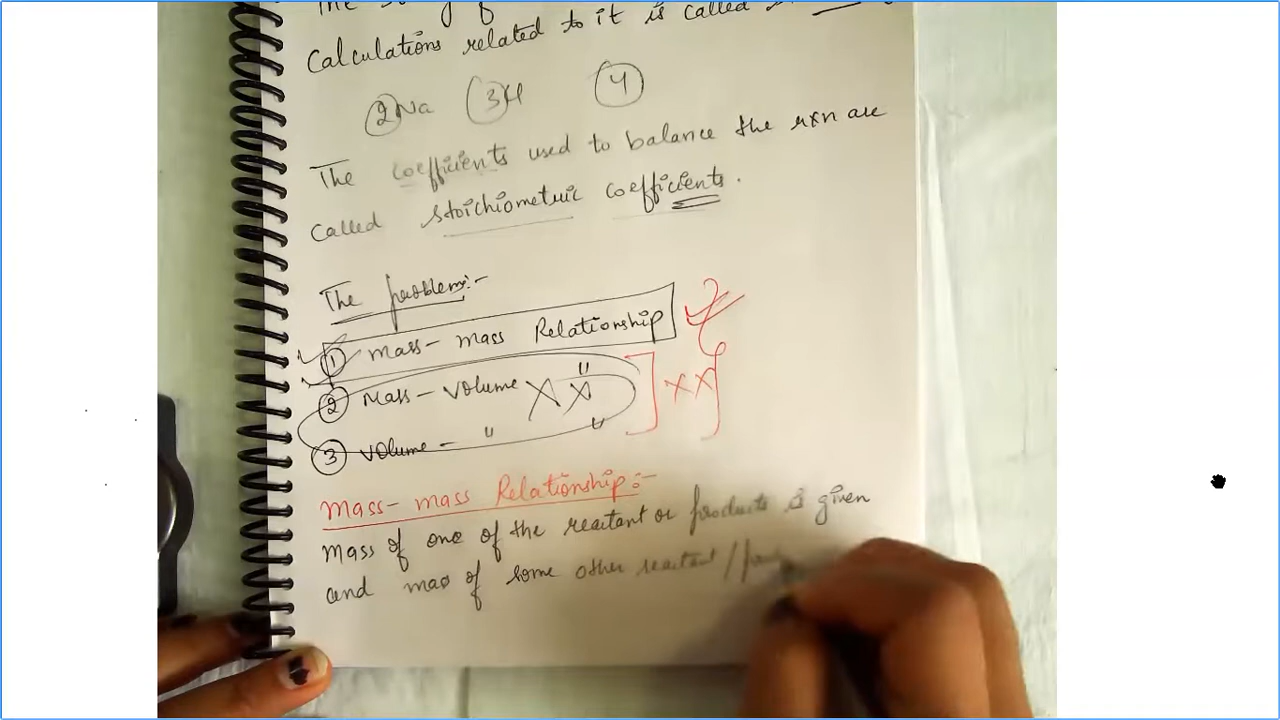 Calculations related to it is called
2Na 3H 4
The coefficients used to balance the rxn are
called stoichiometric coefficients.
The problem:-
1 Mass- mass Relationship
2 Mass - volume "
3 volume - " "
Mass- mass Relationship:-
Mass of one of the reactant or products is given
and mas of some other reactant /